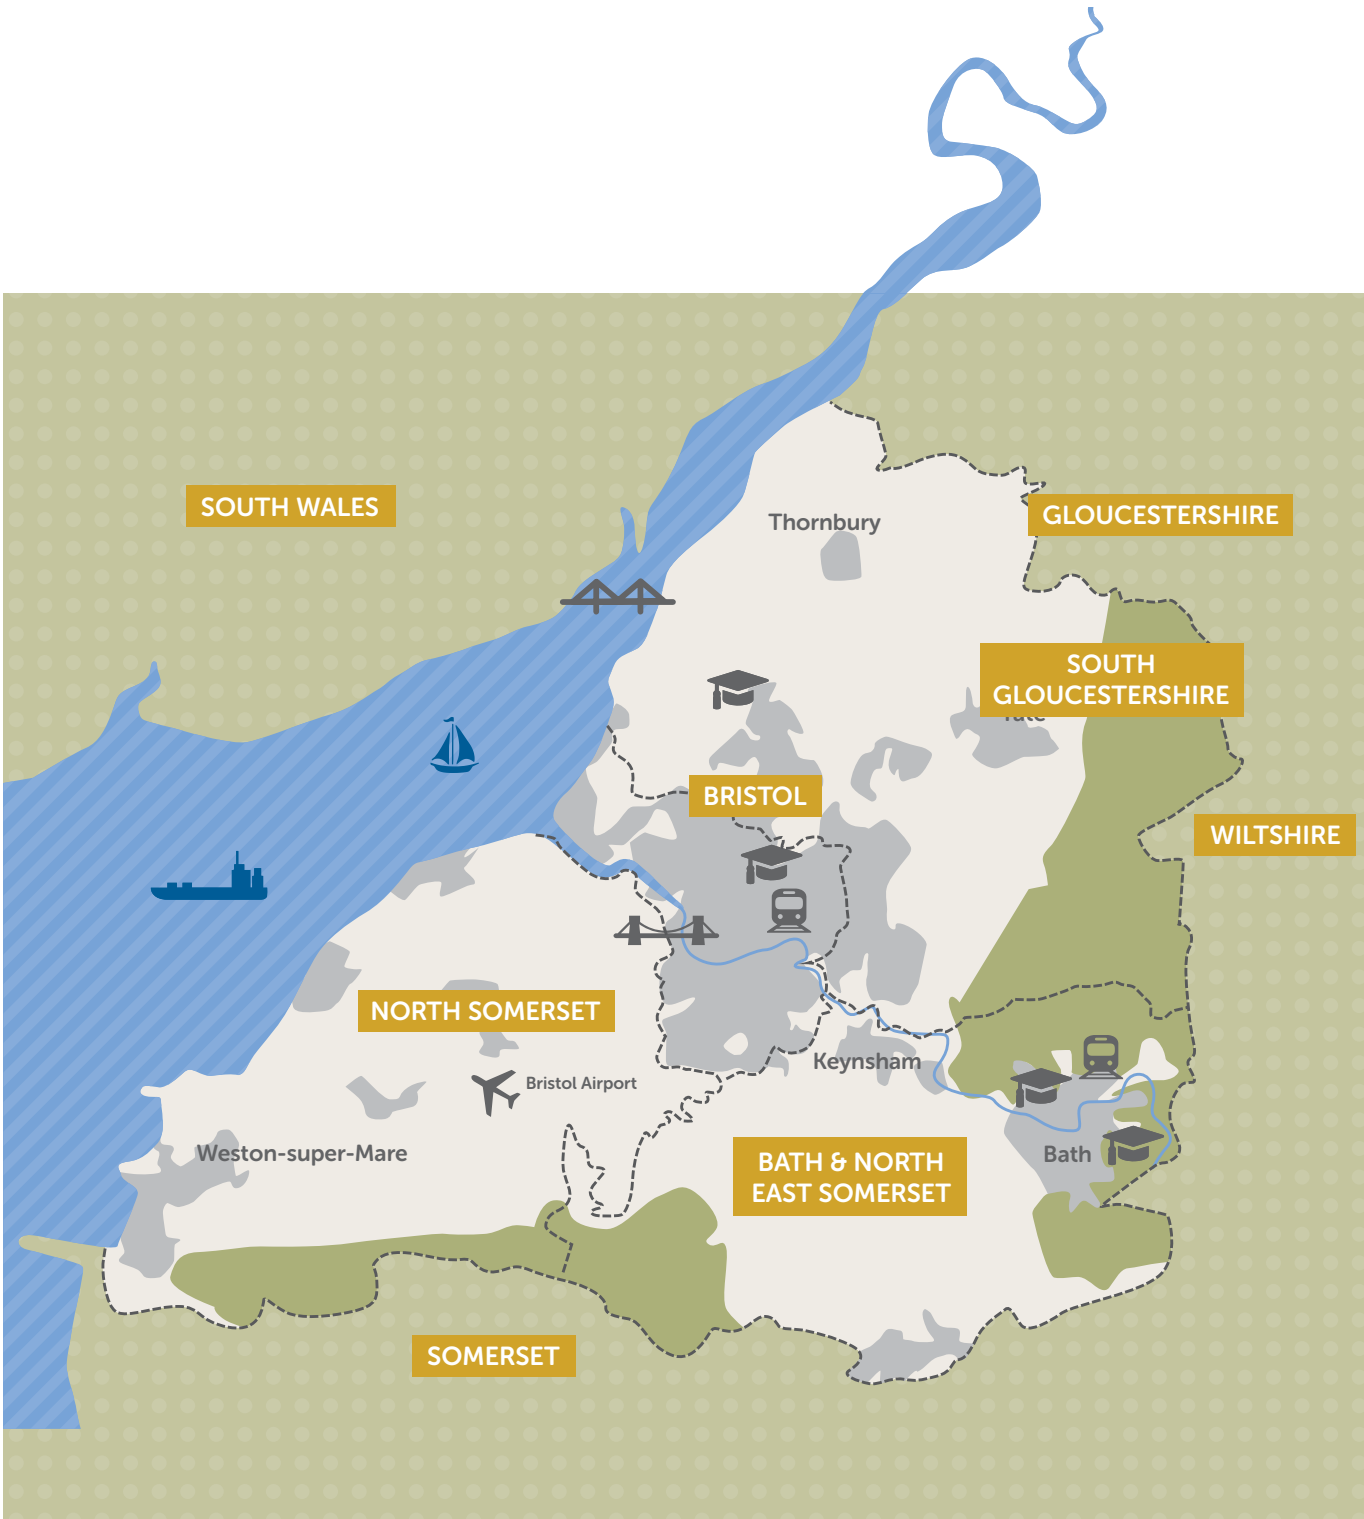 SOUTH WALES
GLOUCESTERSHIRE
Thornbury
SOUTH
GLOUCESTERSHIRE
BRISTOL
WILTSHIRE
NORTH SOMERSET
Keynsham
Bristol Airport
Weston-super-Mare
BATH & NORTH
EAST SOMERSET
Bath
SOMERSET